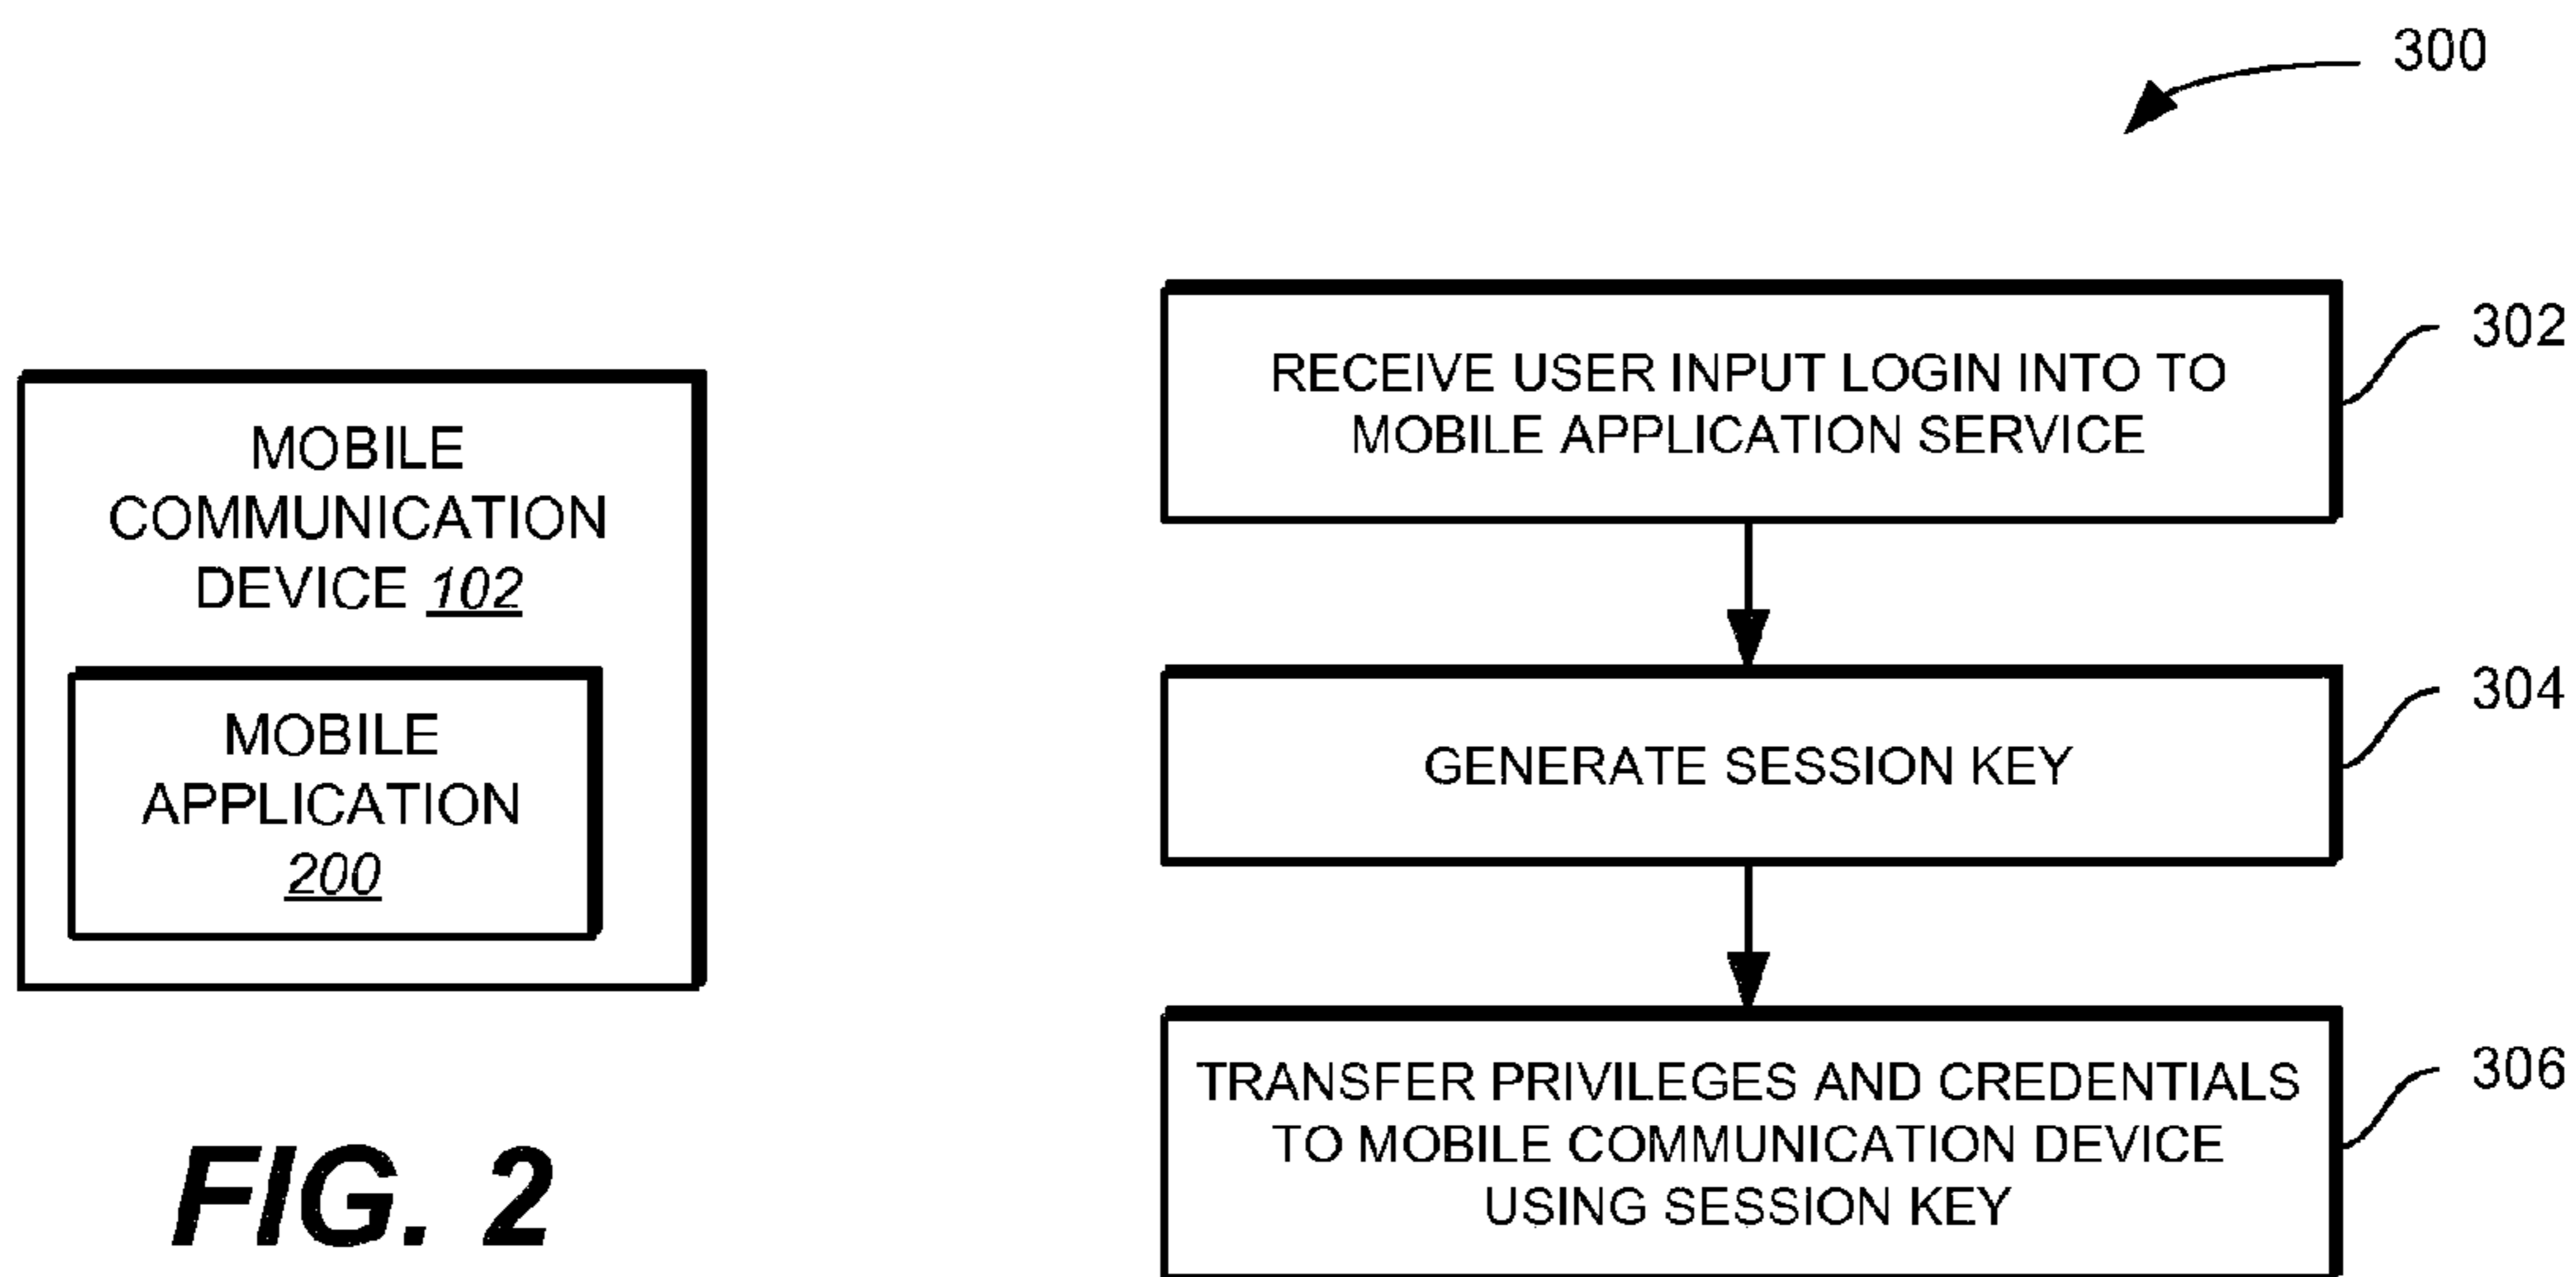 MOBILE
COMMUNICATION
DEVICE 102
MOBILE
APPLICATION
200
FIG. 2
300
RECEIVE USER INPUT LOGIN INTO TO
MOBILE APPLICATION SERVICE
302
GENERATE SESSION KEY
304
TRANSFER PRIVILEGES AND CREDENTIALS
TO MOBILE COMMUNICATION DEVICE
USING SESSION KEY
306